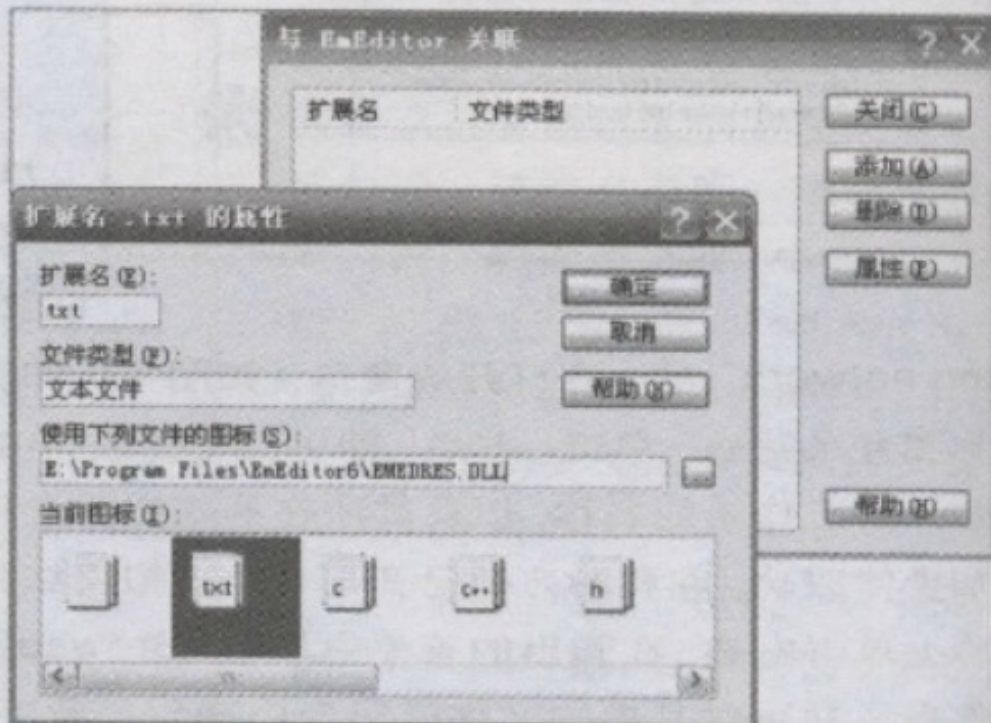 与 EmEditor 关联
扩展名 文件类型
关闭(C)
添加(A)
删除(D)
属性(P)
帮助(H)
扩展名 .txt 的属性
扩展名(E):
txt
确定
取消
帮助(H)
文件类型(F):
文本文件
使用下列文件的图标(S):
E:\Program Files\EmEditor6\EMEDRES.DLL
...
当前图标(I):
txt
c
c++
h